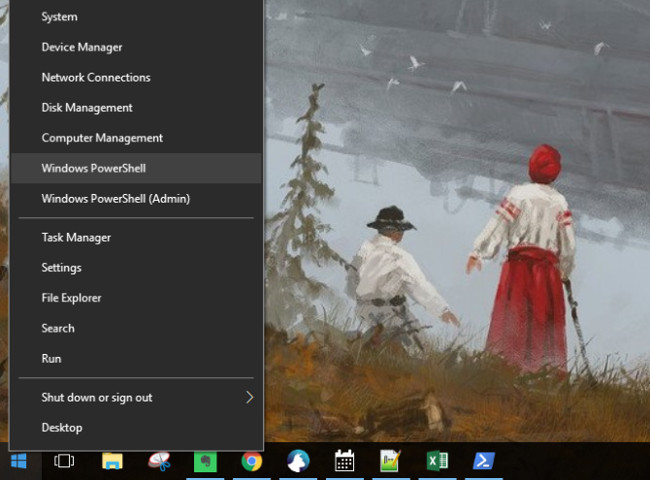 System
Device Manager
Network Connections
Disk Management
Computer Management
Windows PowerShell
Windows PowerShell (Admin)
Task Manager
Settings
File Explorer
Search
Run
Shut down or sign out
Desktop